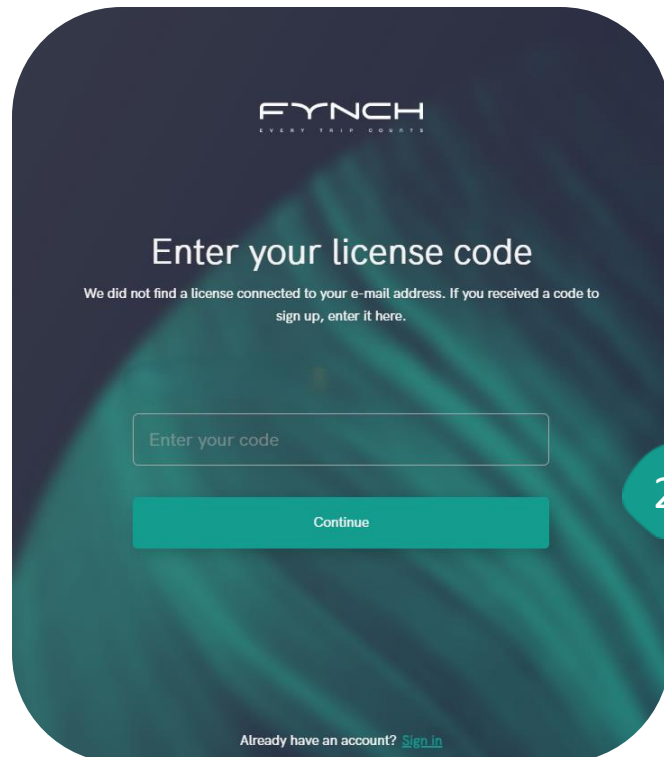 FYNCH
EVERY TRIP COUNTS
Enter your license code
We did not find a license connected to your e-mail address. If you received a code to
sign up, enter it here.
Enter your code
2
Continue
Already have an account? Sign in